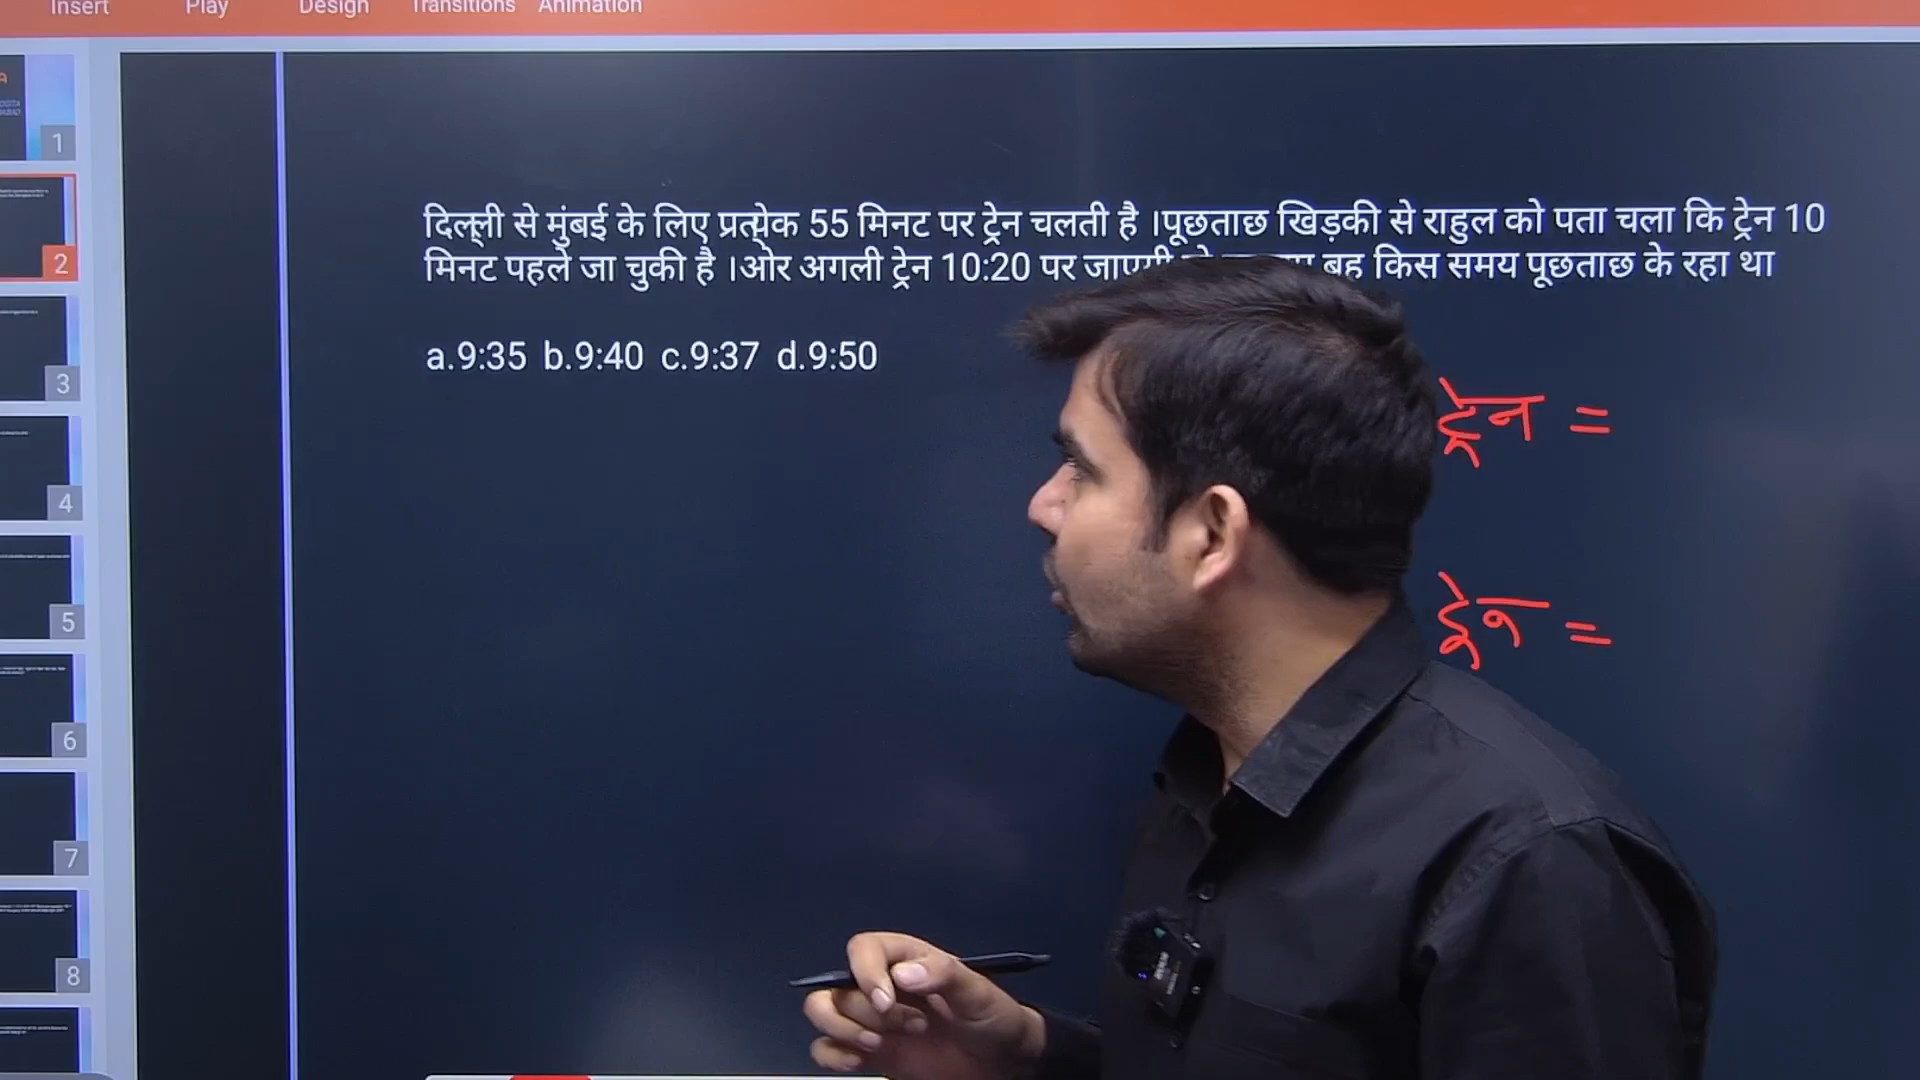 Insert Play Design Transitions Animation
1
2
3
4
5
6
7
8
दिल्ली से मुंबई के लिए प्रत्येक 55 मिनट पर ट्रेन चलती है ।पूछताछ खिड़की से राहुल को पता चला कि ट्रेन 10
मिनट पहले जा चुकी है ।ओर अगली ट्रेन 10:20 पर जाएगी बह किस समय पूछताछ के रहा था
a.9:35 b.9:40 c.9:37 d.9:50
ट्रेन =
ट्रेन =